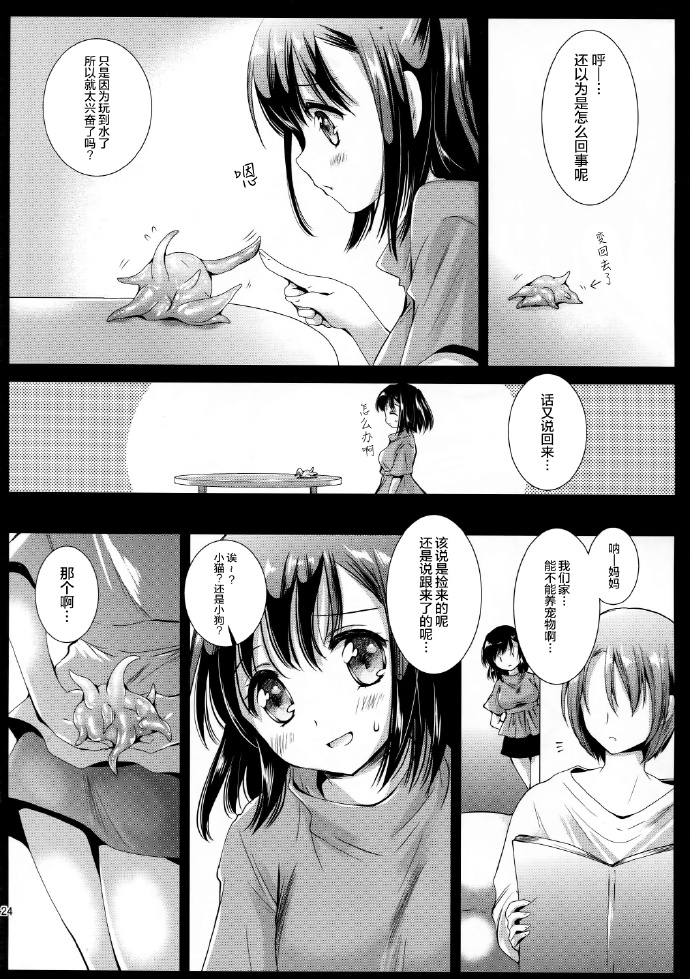 呼——…
还以为是怎么回事呢
变回去了
只是因为玩到水了
所以就太兴奋了吗？
嗯
话又说回来…
怎么办啊
呐—妈妈
我们家…
能不能养宠物啊…
该说是捡来的呢
还是说跟来了的呢…
诶~？
小猫？还是小狗？
那个啊…
24